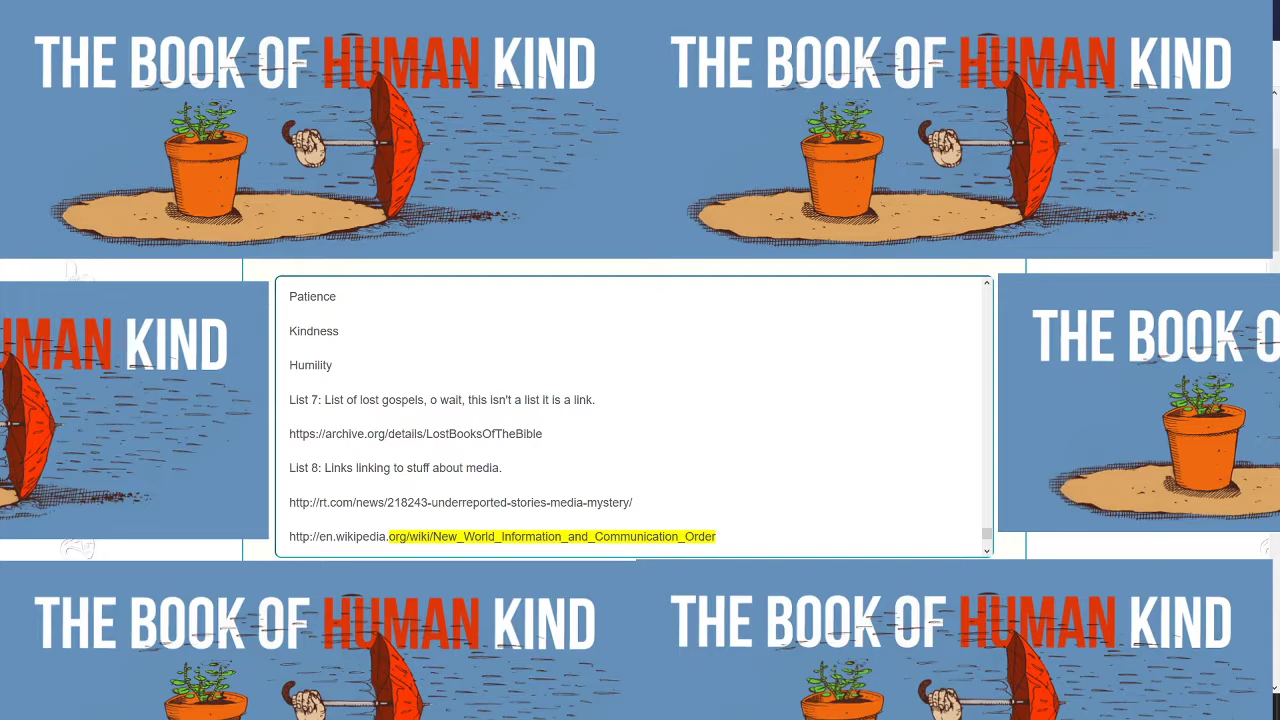 THE BOOK OF HUMAN KIND
THE BOOK OF HUMAN KIND
Patience
Kindness
Humility
List 7: List of lost gospels, o wait, this isn't a list it is a link.
https://archive.org/details/LostBooksOfTheBible
List 8: Links linking to stuff about media.
http://rt.com/news/218243-underreported-stories-media-mystery/
http://en.wikipedia.org/wiki/New_World_Information_and_Communication_Order
UMAN KIND
THE BOOK O
THE BOOK OF HUMAN KIND
THE BOOK OF HUMAN KIND